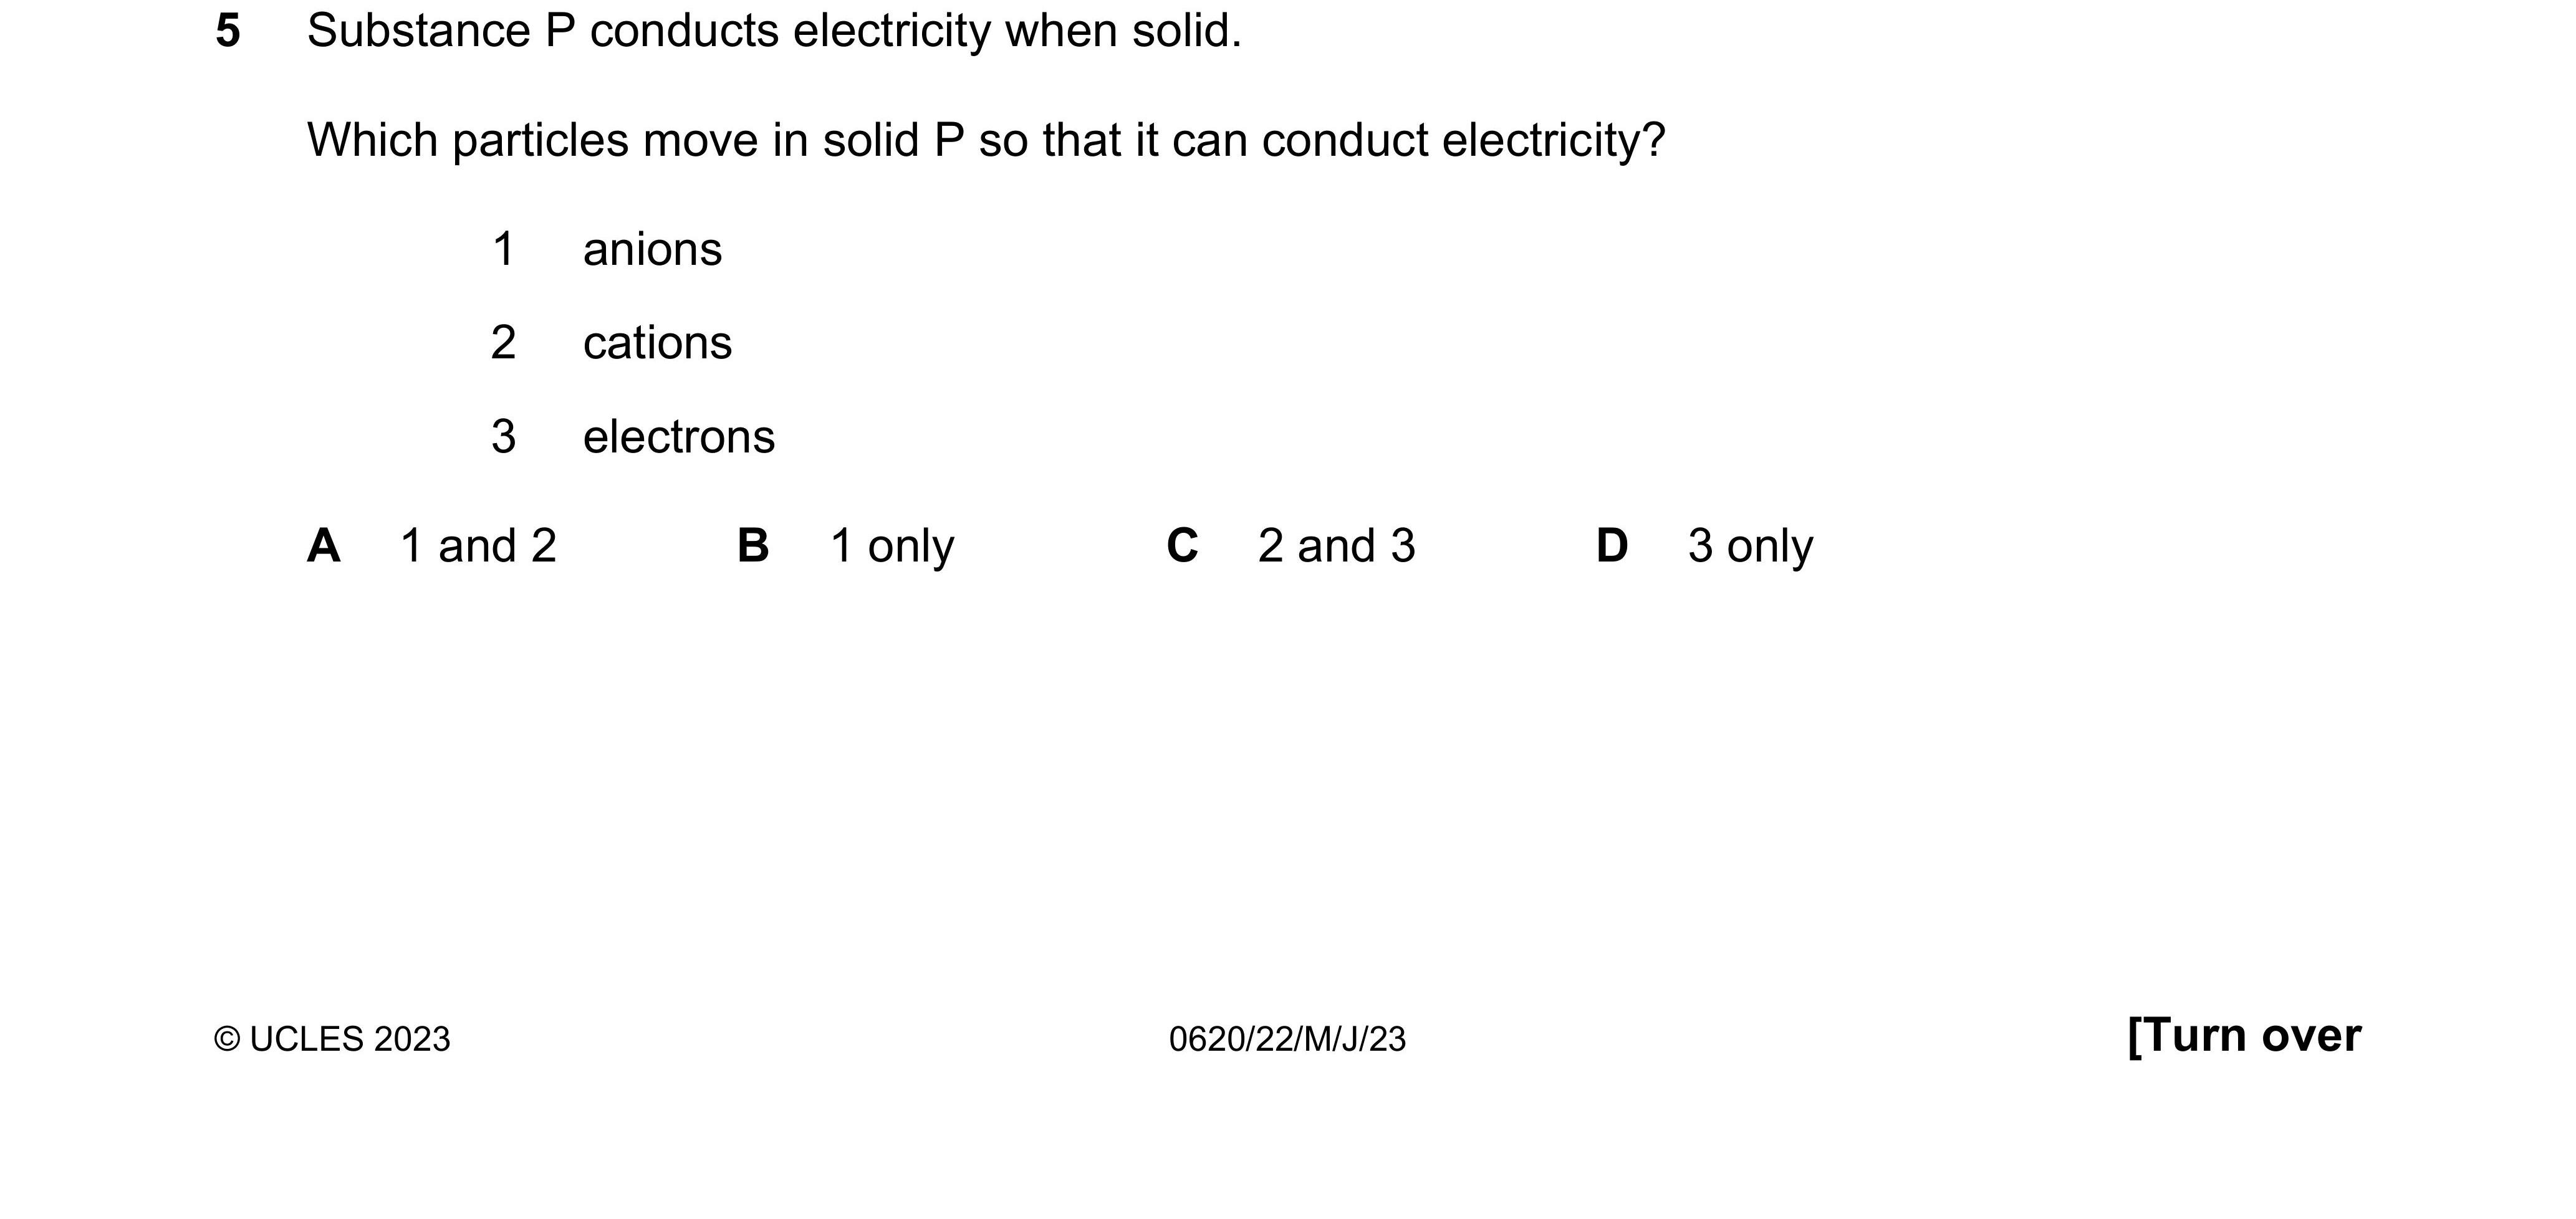 5 Substance P conducts electricity when solid.
Which particles move in solid P so that it can conduct electricity?
1 anions
2 cations
3 electrons
A 1 and 2 B 1 only C 2 and 3 D 3 only
© UCLES 2023 0620/22/M/J/23 [Turn over